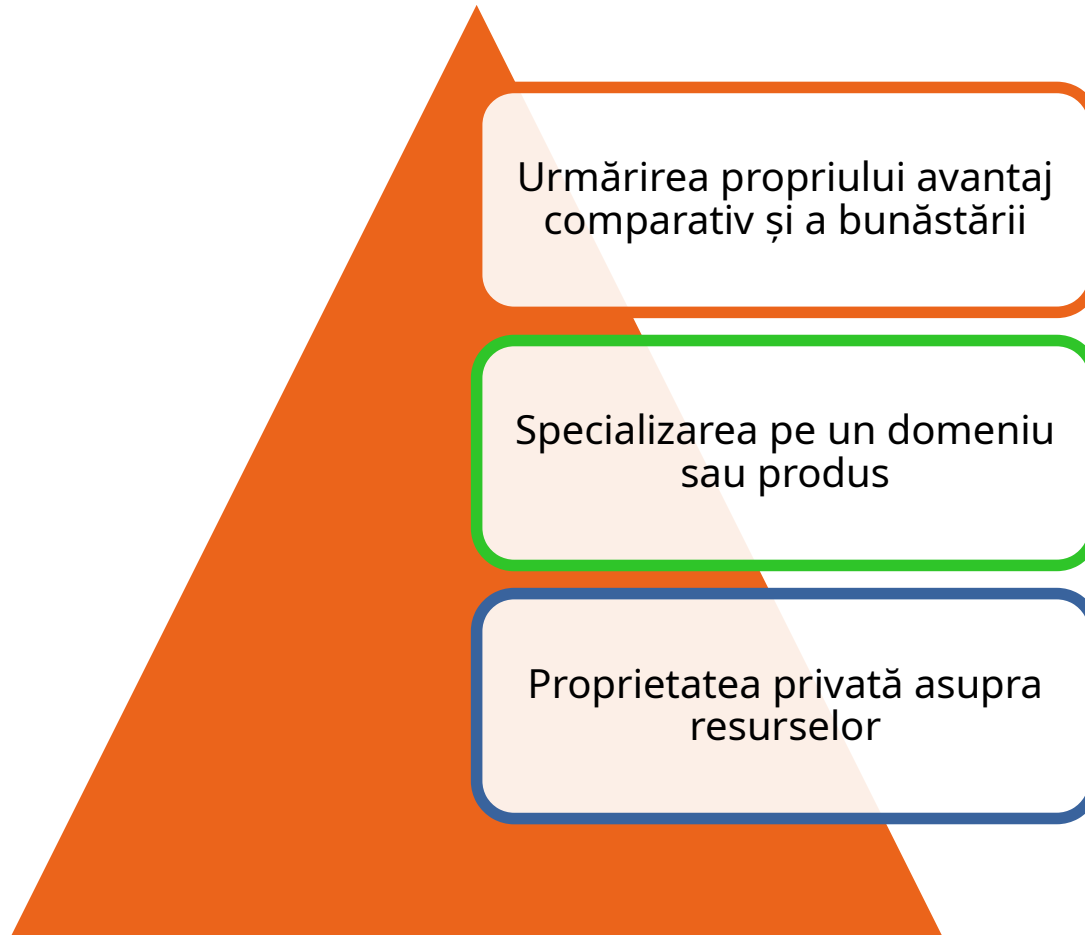 Urmărirea propriului avantaj
comparativ și a bunăstării
Specializarea pe un domeniu
sau produs
Proprietatea privată asupra
resurselor